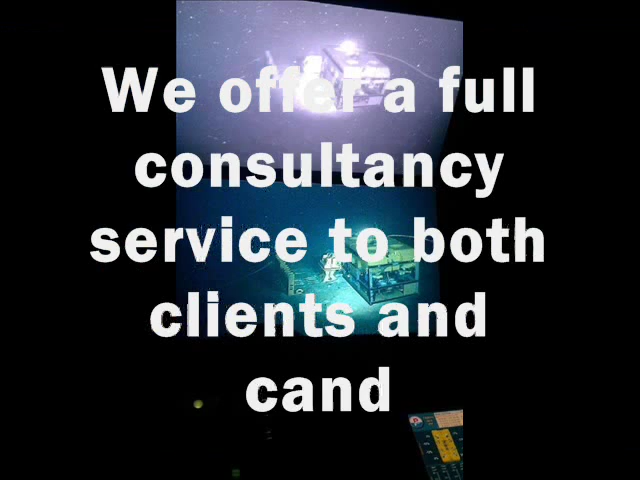 We offer a full
consultancy
service to both
clients and
cand